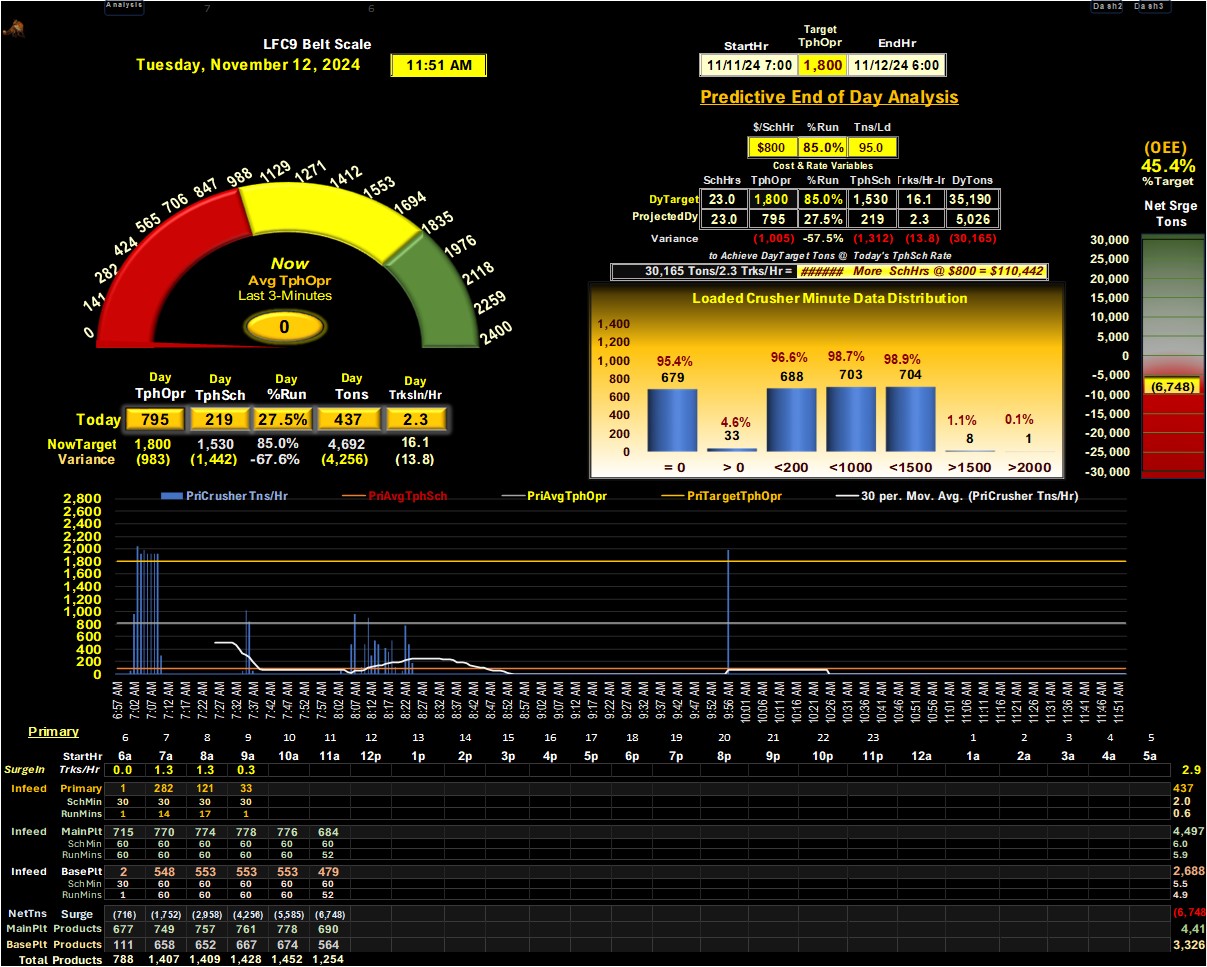 Analysis 7 6 Dash2 Dash3
LFC9 Belt Scale
Tuesday, November 12, 2024 11:51 AM
Target
StartHr TphOpr EndHr
11/11/24 7:00 1,800 11/12/24 6:00
Predictive End of Day Analysis
$/SchHr %Run Tns/Ld
$800 85.0% 95.0
Cost & Rate Variables
SchHrs TphOpr %Run TphSch Trks/Hr-Ir DyTons
DyTarget 23.0 1,800 85.0% 1,530 16.1 35,190
ProjectedDy 23.0 795 27.5% 219 2.3 5,026
Variance (1,005) -57.5% (1,312) (13.8) (30,165)
to Achieve DayTarget Tons @ Today's TphSch Rate
30,165 Tons/2.3 Trks/Hr = ###### More SchHrs @ $800 = $110,442
(OEE)
45.4%
%Target
Net Srge
Tons
30,000
25,000
20,000
15,000
10,000
5,000
0
-5,000
(6,748)
-10,000
-15,000
-20,000
-25,000
-30,000
0 141 282 424 565 706 847 988 1129 1271 1412 1553 1694 1835 1976 2118 2259 2400
Now
Avg TphOpr
Last 3-Minutes
0
Day Day Day Day Day
TphOpr TphSch %Run Tons TrksIn/Hr
Today 795 219 27.5% 437 2.3
NowTarget 1,800 1,530 85.0% 4,692 16.1
Variance (983) (1,442) -67.6% (4,256) (13.8)
Loaded Crusher Minute Data Distribution
1,400
1,200
1,000
800
600
400
200
0
95.4% 4.6% 96.6% 98.7% 98.9% 1.1% 0.1%
679 33 688 703 704 8 1
= 0 > 0 <200 <1000 <1500 >1500 >2000
PriCrusher Tns/Hr PriAvgTphSch PriAvgTphOpr PriTargetTphOpr 30 per. Mov. Avg. (PriCrusher Tns/Hr)
2,800
2,600
2,400
2,200
2,000
1,800
1,600
1,400
1,200
1,000
800
600
400
200
0
6:57 AM 7:02 AM 7:07 AM 7:12 AM 7:22 AM 7:27 AM 7:32 AM 7:37 AM 7:42 AM 7:47 AM 7:52 AM 7:57 AM 8:02 AM 8:07 AM 8:12 AM 8:17 AM 8:22 AM 8:27 AM 8:32 AM 8:37 AM 8:42 AM 8:47 AM 8:52 AM 8:57 AM 9:02 AM 9:07 AM 9:12 AM 9:17 AM 9:22 AM 9:27 AM 9:31 AM 9:36 AM 9:41 AM 9:46 AM 9:51 AM 9:56 AM 10:01 AM 10:06 AM 10:11 AM 10:16 AM 10:21 AM 10:26 AM 10:31 AM 10:36 AM 10:41 AM 10:46 AM 10:51 AM 10:56 AM 11:01 AM 11:06 AM 11:11 AM 11:16 AM 11:21 AM 11:26 AM 11:31 AM 11:36 AM 11:41 AM 11:46 AM 11:51 AM
Primary
6 7 8 9 10 11 12 13 14 15 16 17 18 19 20 21 22 23 1 2 3 4 5
StartHr 6a 7a 8a 9a 10a 11a 12p 1p 2p 3p 4p 5p 6p 7p 8p 9p 10p 11p 12a 1a 2a 3a 4a 5a
SurgeIn Trks/Hr 0.0 1.3 1.3 0.3 2.9
Infeed Primary 1 282 121 33 437
SchMin 30 30 30 30 2.0
RunMins 1 14 17 1 0.6
Infeed MainPlt 715 770 774 778 776 684 4,497
SchMin 60 60 60 60 60 60 6.0
RunMins 60 60 60 60 60 52 5.9
Infeed BasePlt 2 548 553 553 553 479 2,688
SchMin 30 60 60 60 60 60 5.5
RunMins 1 60 60 60 60 52 4.9
NetTns Surge (716) (1,752) (2,958) (4,256) (5,585) (6,748) (6,748
MainPlt Products 677 749 757 761 778 690 4,41
BasePlt Products 111 658 652 667 674 564 3,326
Total Products 788 1,407 1,409 1,428 1,452 1,254